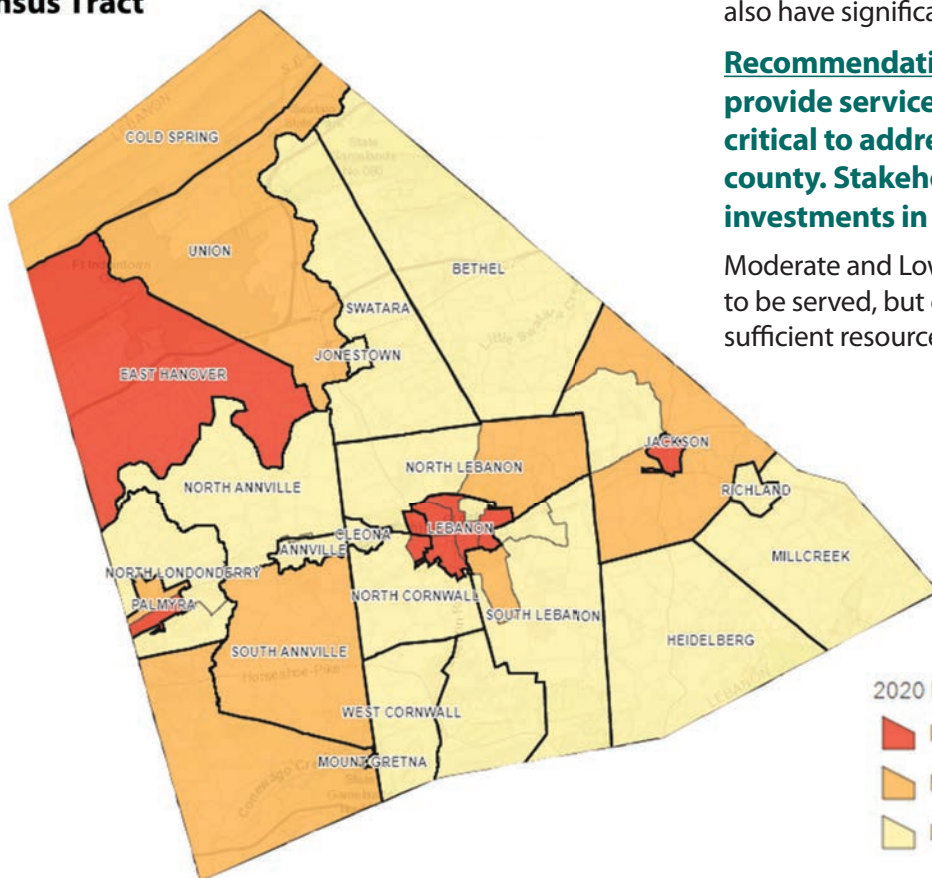 nsus Tract
also have significa
Recommendati
provide service
critical to addre
county. Stakeho
investments in
Moderate and Low
to be served, but
sufficient resource
COLD SPRING
UNION
BETHEL
SWATARA
JONESTOWN
EAST HANOVER
NORTH LEBANON
JACKSON
NORTH ANNVILLE
RICHLAND
LEBANON
CLEONA
ANNVILLE
MILLCREEK
NORTH LONDONDERRY
PALMYRA
NORTH CORNWALL
SOUTH LEBANON
HEIDELBERG
SOUTH ANNVILLE
Horseshoe-Pike
LEBANON
WEST CORNWALL
MOUNT GRETNA
2020